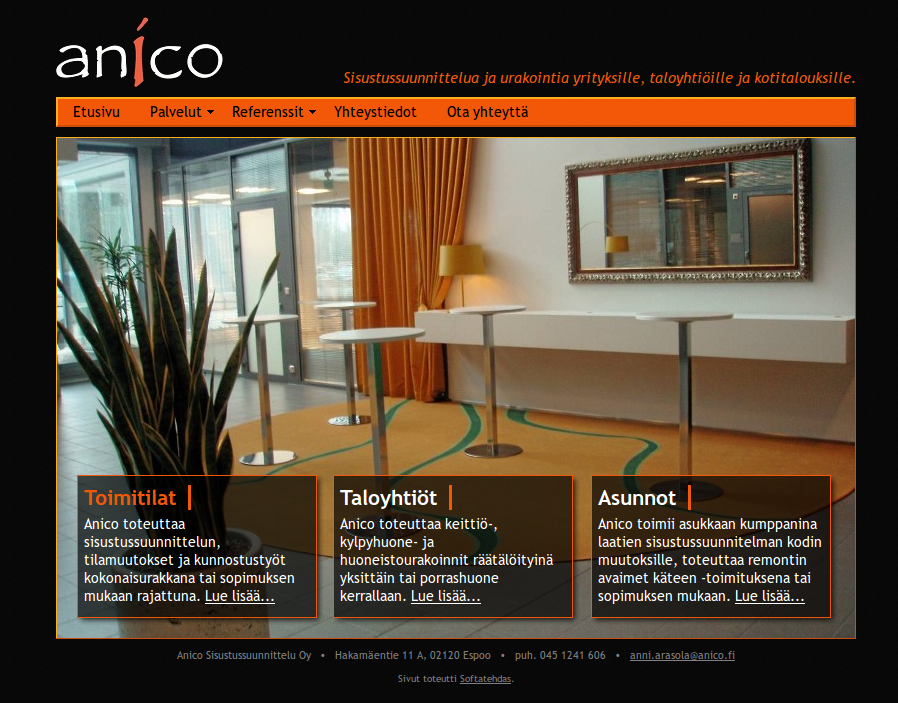 anico
Sisustussuunnittelua ja urakointia yrityksille, taloyhtiöille ja kotitalouksille.
Etusivu Palvelut Referenssit Yhteystiedot Ota yhteyttä
Toimitilat
Anico toteuttaa
sisustussuunnittelun,
tilamuutokset ja kunnostustyöt
kokonaisurakkana tai sopimuksen
mukaan rajattuna. Lue lisää...
Taloyhtiöt
Anico toteuttaa keittiö-,
kylpyhuone- ja
huoneistourakoinnit räätälöityinä
yksittäin tai porrashuone
kerrallaan. Lue lisää...
Asunnot
Anico toimii asukkaan kumppanina
laatien sisustussuunnitelman kodin
muutoksille, toteuttaa remontin
avaimet käteen -toimituksena tai
sopimuksen mukaan. Lue lisää...
Anico Sisustussuunnittelu Oy • Hakamäentie 11 A, 02120 Espoo • puh. 045 1241 606 • anni.arasola@anico.fi
Sivut toteutti Softatehdas.